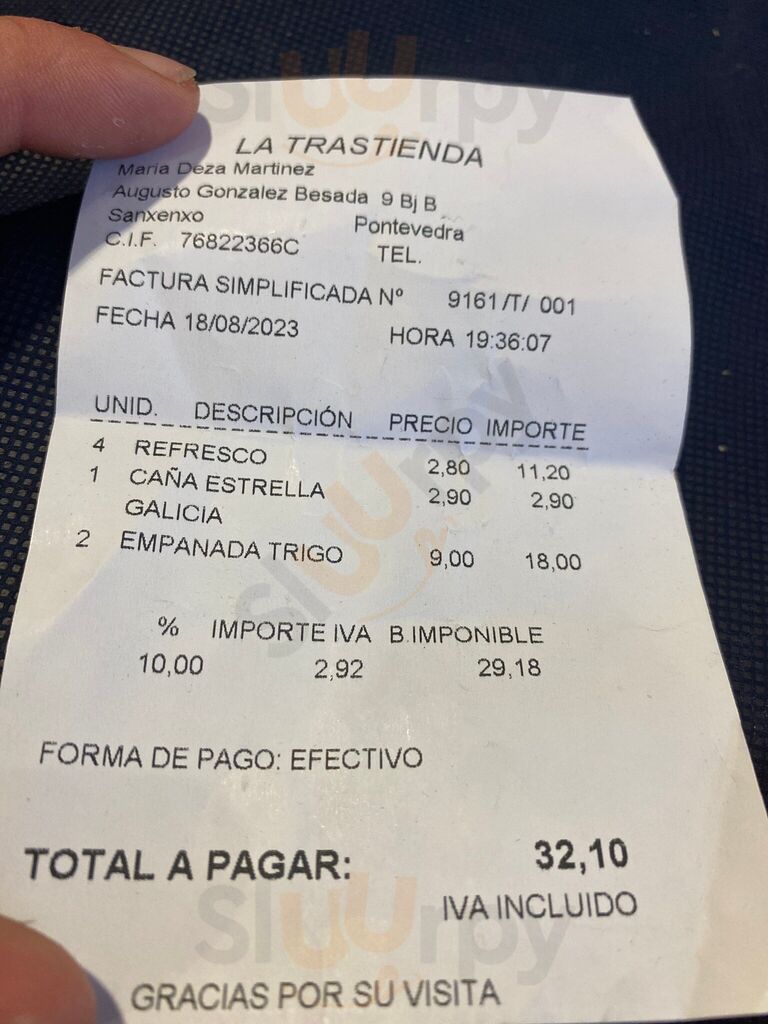 LA TRASTIENDA
Maria Deza Martinez
Augusto Gonzalez Besada 9 Bj B
Sanxenxo Pontevedra
C.I.F. 76822366C TEL.
FACTURA SIMPLIFICADA Nº 9161 /T/ 001
FECHA 18/08/2023 HORA 19:36:07
UNID. DESCRIPCIÓN PRECIO IMPORTE
4 REFRESCO 2,80 11,20
1 CAÑA ESTRELLA 2,90 2,90
GALICIA
2 EMPANADA TRIGO 9,00 18,00
% IMPORTE IVA B.IMPONIBLE
10,00 2,92 29,18
FORMA DE PAGO: EFECTIVO
TOTAL A PAGAR: 32,10
IVA INCLUIDO
GRACIAS POR SU VISITA
Sluurpy
Sluurpy
Sluurpy